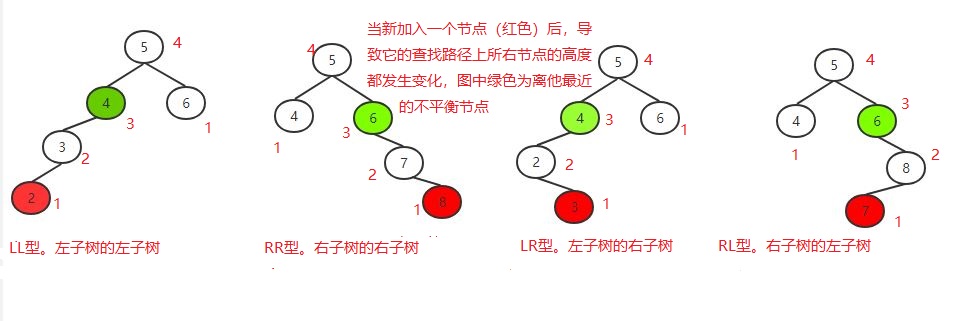 当新加入一个节点（红色）后，导
致它的查找路径上所右节点的高度
都发生变化，图中绿色为离他最近
的不平衡节点
5 4
4 3
6 1
3 2
2 1
LL型。左子树的左子树
4 5
4 1
6 3
7 2
8 1
RR型。右子树的右子树
5 4
4 3
6 1
2 2
3 1
LR型。左子树的右子树
5 4
4 1
6 3
8 2
7 1
RL型。右子树的左子树